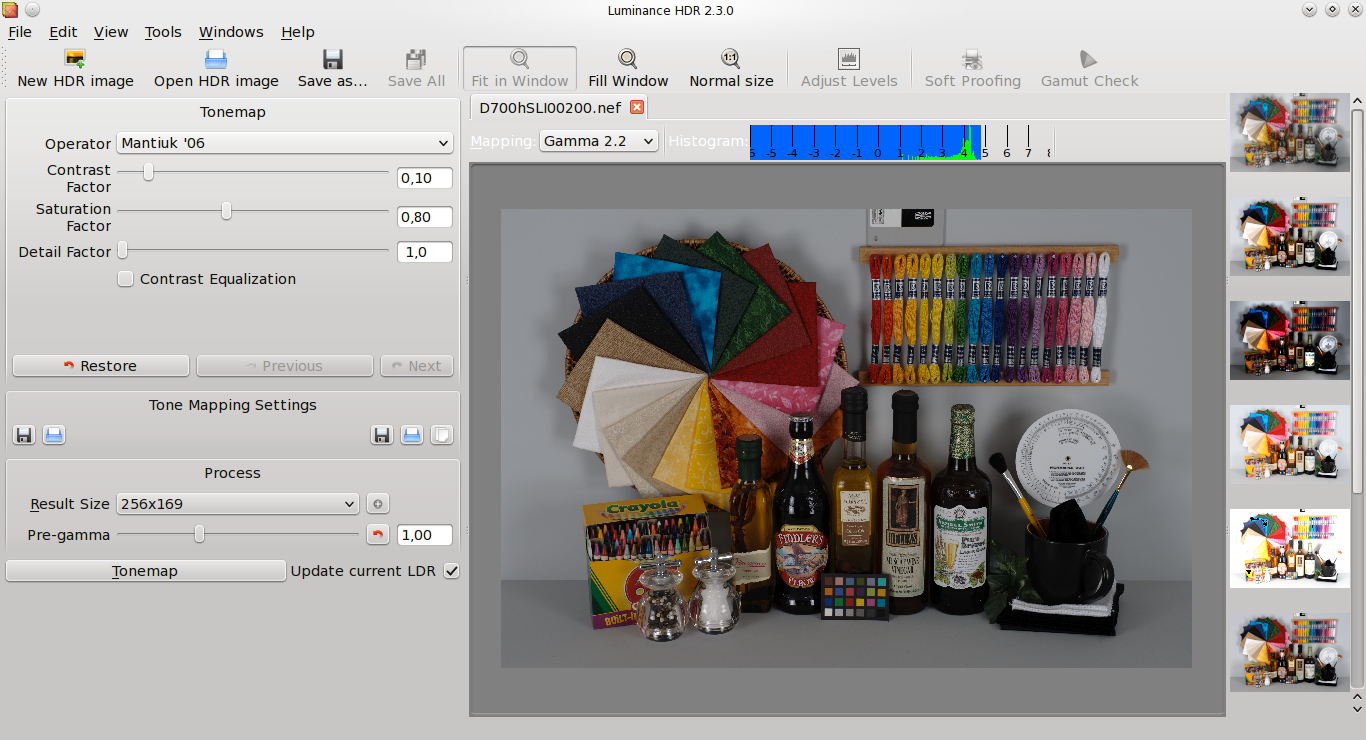 Luminance HDR 2.3.0
File Edit View Tools Windows Help
New HDR image Open HDR image Save as... Save All Fit in Window Fill Window 1:1 Normal size Adjust Levels Soft Proofing Gamut Check
Tonemap
Operator Mantiuk '06
Contrast Factor 0,10
Saturation Factor 0,80
Detail Factor 1,0
Contrast Equalization
Restore Previous Next
Tone Mapping Settings
Process
Result Size 256x169
Pre-gamma 1,00
Tonemap Update current LDR
D700hSLI00200.nef
Mapping: Gamma 2.2 Histogram: -5 -4 -3 -2 -1 0 1 2 3 4 5 6 7
Crayola
FIDDLER'S